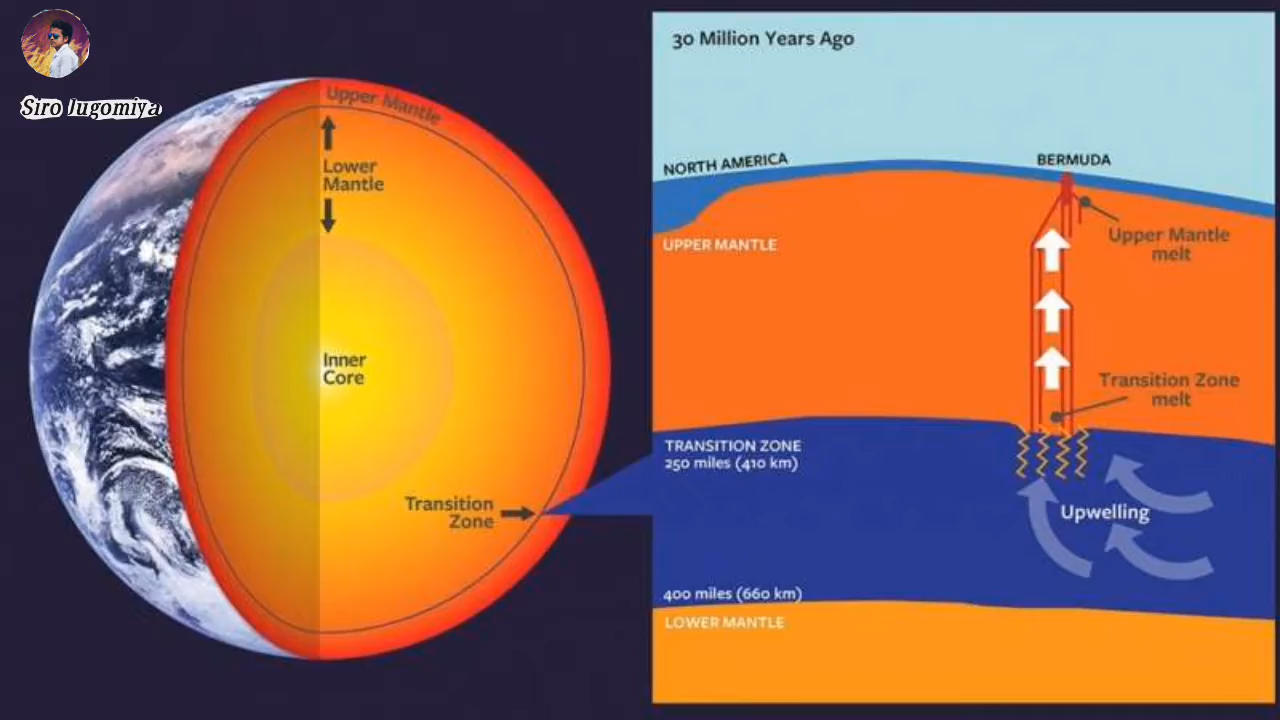 Siro Jugomiya
Upper Mantle
Lower
Mantle
Inner
Core
Transition
Zone
30 Million Years Ago
NORTH AMERICA
BERMUDA
UPPER MANTLE
Upper Mantle
melt
Transition Zone
melt
TRANSITION ZONE
250 miles (410 km)
Upwelling
400 miles (660 km)
LOWER MANTLE